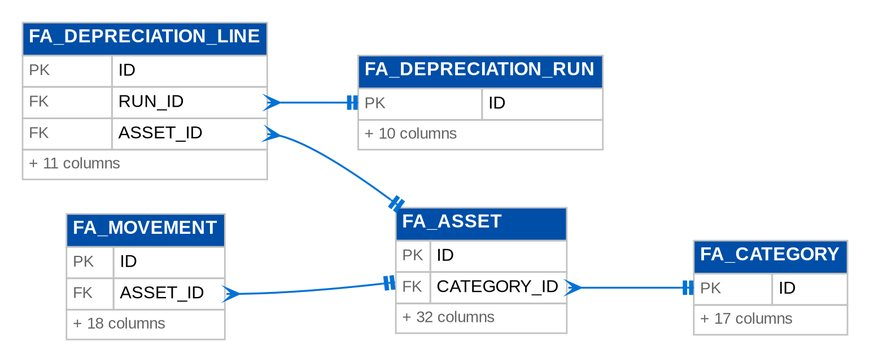 FA_DEPRECIATION_LINE
PK ID
FK RUN_ID
FK ASSET_ID
+ 11 columns
FA_DEPRECIATION_RUN
PK ID
+ 10 columns
FA_MOVEMENT
PK ID
FK ASSET_ID
+ 18 columns
FA_ASSET
PK ID
FK CATEGORY_ID
+ 32 columns
FA_CATEGORY
PK ID
+ 17 columns